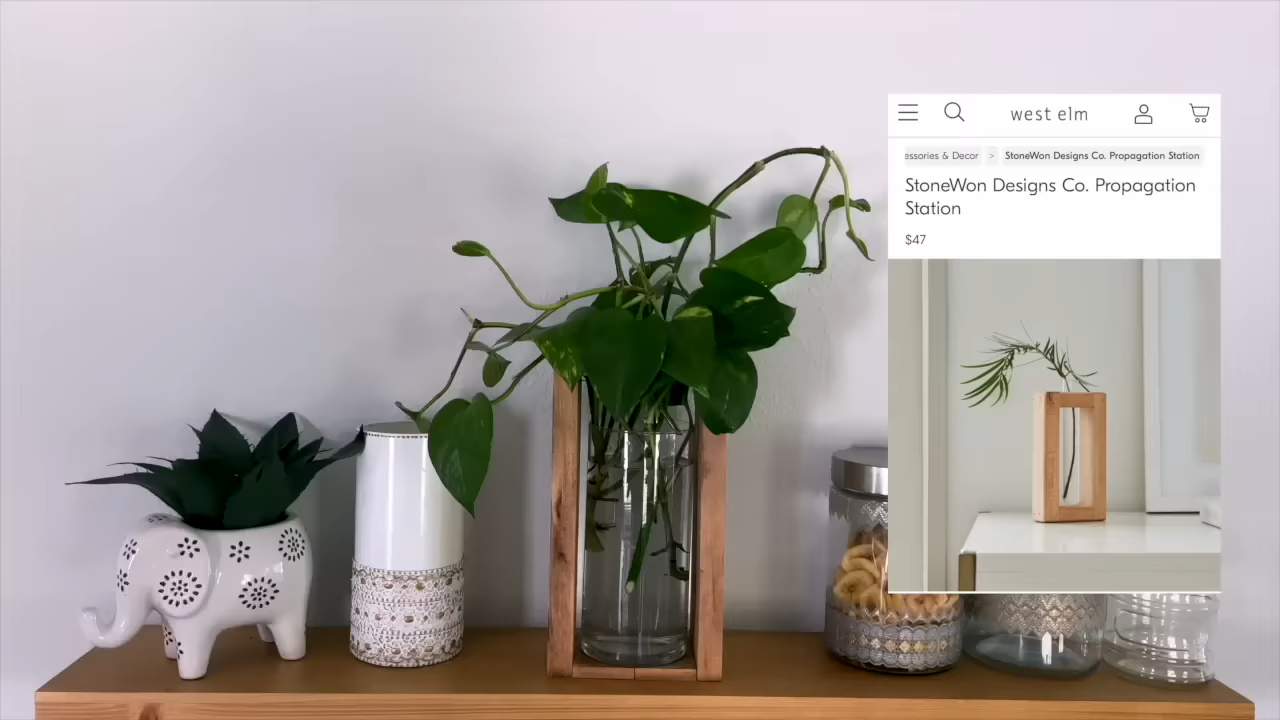 west elm
essories & Decor > StoneWon Designs Co. Propagation Station
StoneWon Designs Co. Propagation
Station
$47